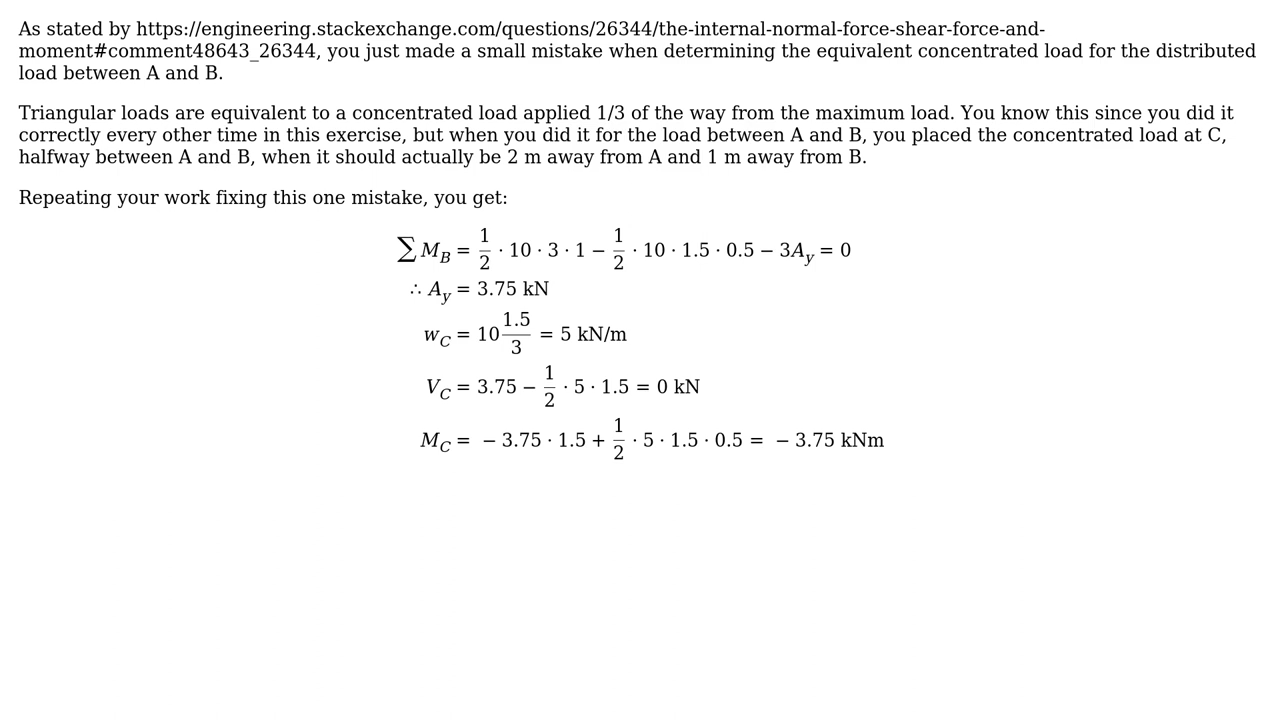 As stated by https://engineering.stackexchange.com/questions/26344/the-internal-normal-force-shear-force-and-
moment#comment48643_26344, you just made a small mistake when determining the equivalent concentrated load for the distributed
load between A and B.
Triangular loads are equivalent to a concentrated load applied 1/3 of the way from the maximum load. You know this since you did it
correctly every other time in this exercise, but when you did it for the load between A and B, you placed the concentrated load at C,
halfway between A and B, when it should actually be 2 m away from A and 1 m away from B.
Repeating your work fixing this one mistake, you get:
∑ M_B = 1/2 · 10 · 3 · 1 − 1/2 · 10 · 1.5 · 0.5 − 3A_y = 0
∴ A_y = 3.75 kN
w_C = 10 1.5/3 = 5 kN/m
V_C = 3.75 − 1/2 · 5 · 1.5 = 0 kN
M_C = − 3.75 · 1.5 + 1/2 · 5 · 1.5 · 0.5 = − 3.75 kNm